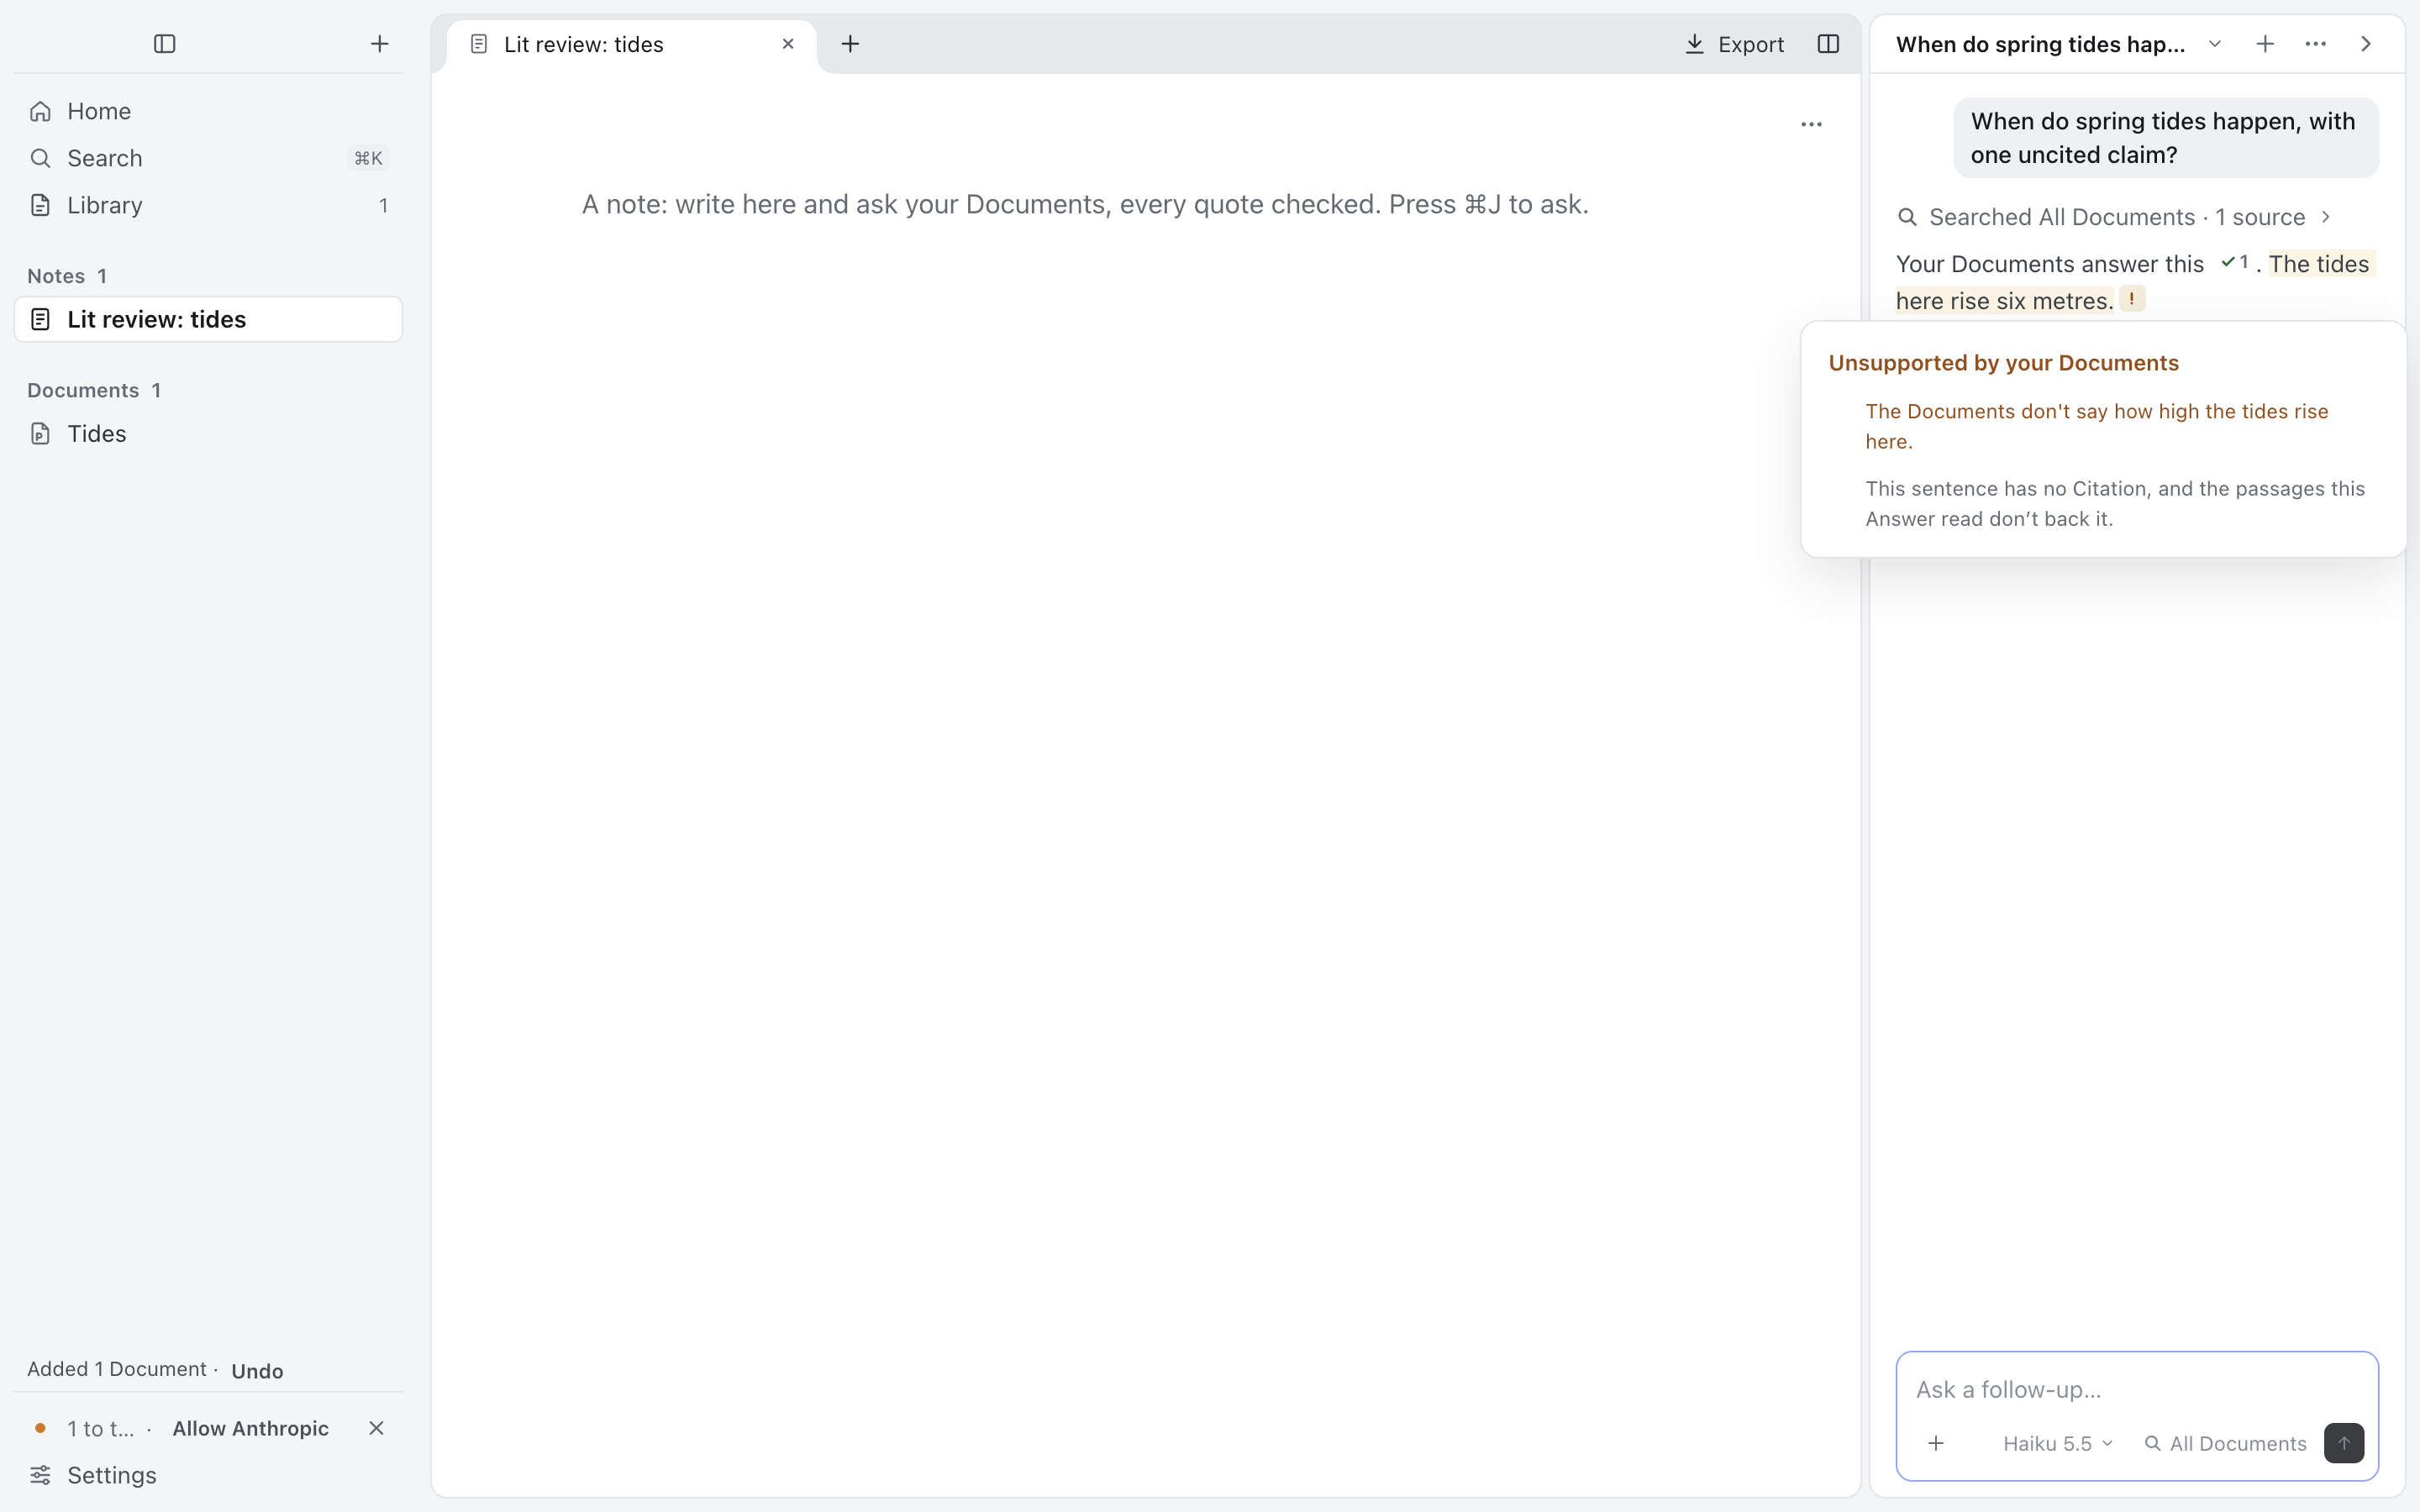 Lit review: tides
Export
When do spring tides hap...
Home
Search ⌘K
Library 1
Notes 1
Lit review: tides
Documents 1
Tides
A note: write here and ask your Documents, every quote checked. Press ⌘J to ask.
When do spring tides happen, with
one uncited claim?
Searched All Documents · 1 source
Your Documents answer this ✓1 . The tides
here rise six metres. !
Unsupported by your Documents
The Documents don't say how high the tides rise
here.
This sentence has no Citation, and the passages this
Answer read don’t back it.
Added 1 Document · Undo
1 to t... · Allow Anthropic
Settings
Ask a follow-up...
Haiku 5.5 All Documents